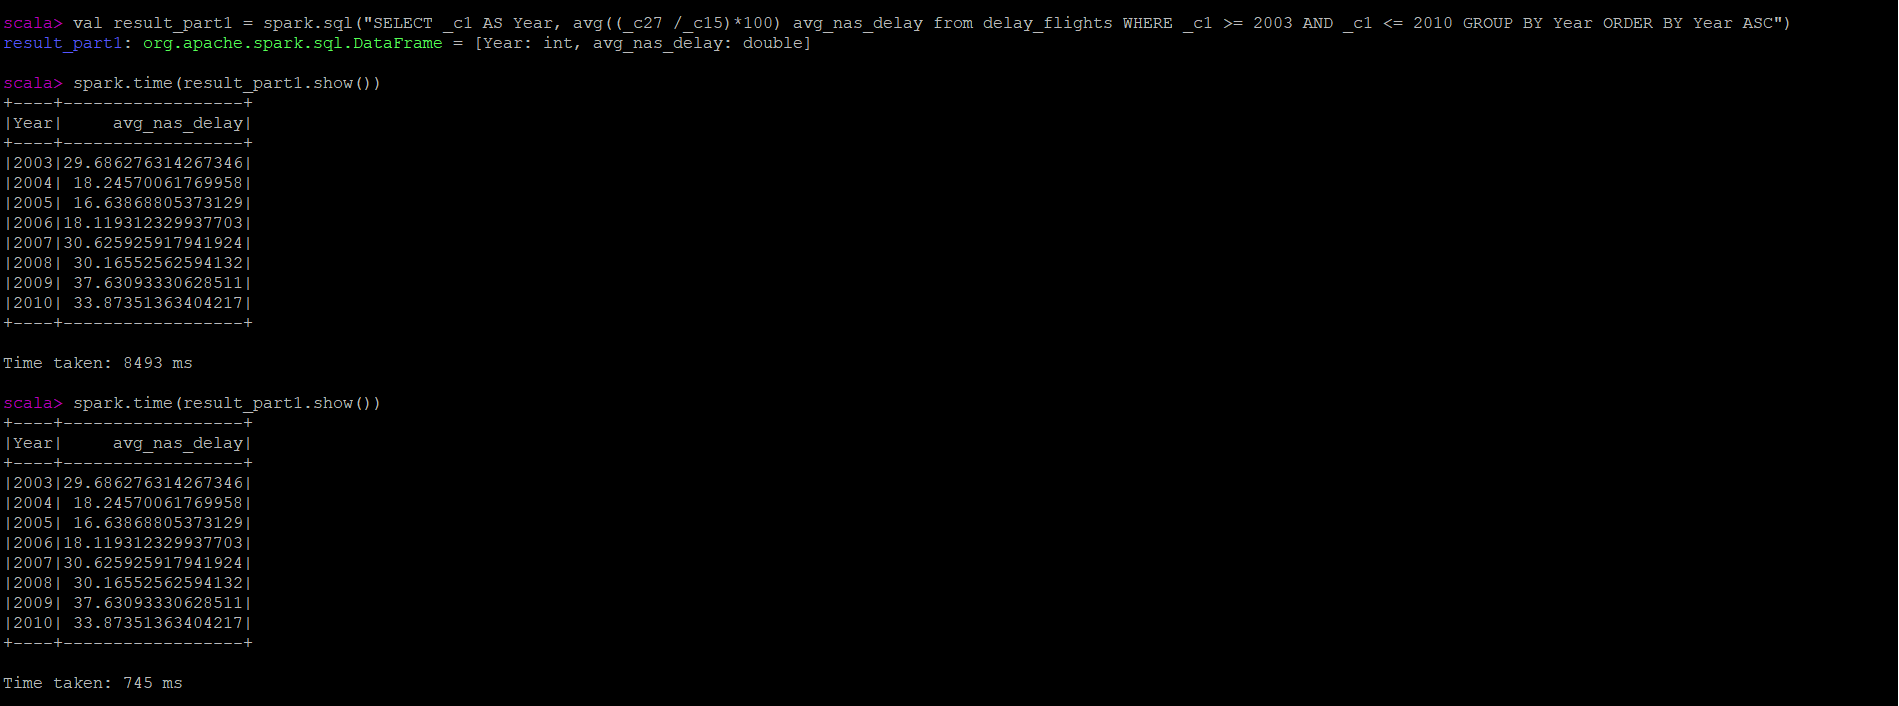 scala> val result_part1 = spark.sql("SELECT _c1 AS Year, avg((_c27 /_c15)*100) avg_nas_delay from delay_flights WHERE _c1 >= 2003 AND _c1 <= 2010 GROUP BY Year ORDER BY Year ASC")
result_part1: org.apache.spark.sql.DataFrame = [Year: int, avg_nas_delay: double]
scala> spark.time(result_part1.show())
+----+------------------+
|Year|     avg_nas_delay|
+----+------------------+
|2003|29.686276314267346|
|2004| 18.24570061769958|
|2005| 16.63868805373129|
|2006|18.119312329937703|
|2007|30.625925917941924|
|2008| 30.16552562594132|
|2009| 37.63093330628511|
|2010| 33.87351363404217|
+----+------------------+
Time taken: 8493 ms
scala> spark.time(result_part1.show())
+----+------------------+
|Year|     avg_nas_delay|
+----+------------------+
|2003|29.686276314267346|
|2004| 18.24570061769958|
|2005| 16.63868805373129|
|2006|18.119312329937703|
|2007|30.625925917941924|
|2008| 30.16552562594132|
|2009| 37.63093330628511|
|2010| 33.87351363404217|
+----+------------------+
Time taken: 745 ms